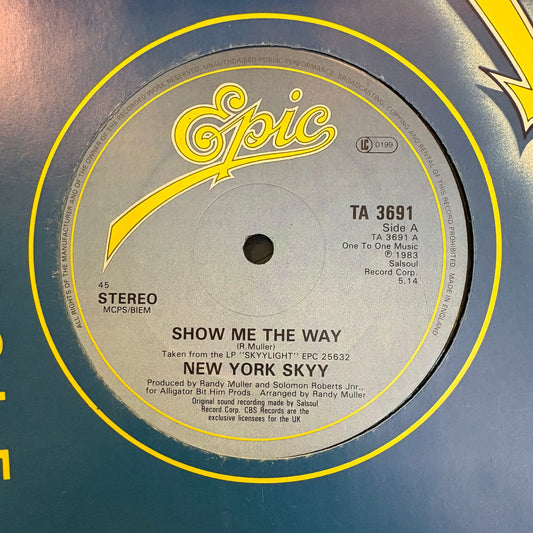 ALL RIGHTS OF THE MANUFACTURER AND OF THE OWNER OF THE RECORDED WORK RESERVED. UNAUTHORISED PUBLIC PERFORMANCE, BROADCASTING, COPYING AND RENTAL OF THIS RECORD PROHIBITED. MADE IN ENGLAND
Epic
LC 0199
TA 3691
Side A
TA 3691 A
One To One Music
℗ 1983
Salsoul
Record Corp.
5.14
45
STEREO
MCPS/BIEM
SHOW ME THE WAY
(R.Muller)
Taken from the LP "SKYYLIGHT" EPC 25632
NEW YORK SKYY
Produced by Randy Muller and Solomon Roberts Jnr.,
for Alligator Bit Him Prods. Arranged by Randy Muller
Original sound recording made by Salsoul
Record Corp. CBS Records are the
exclusive licensees for the UK